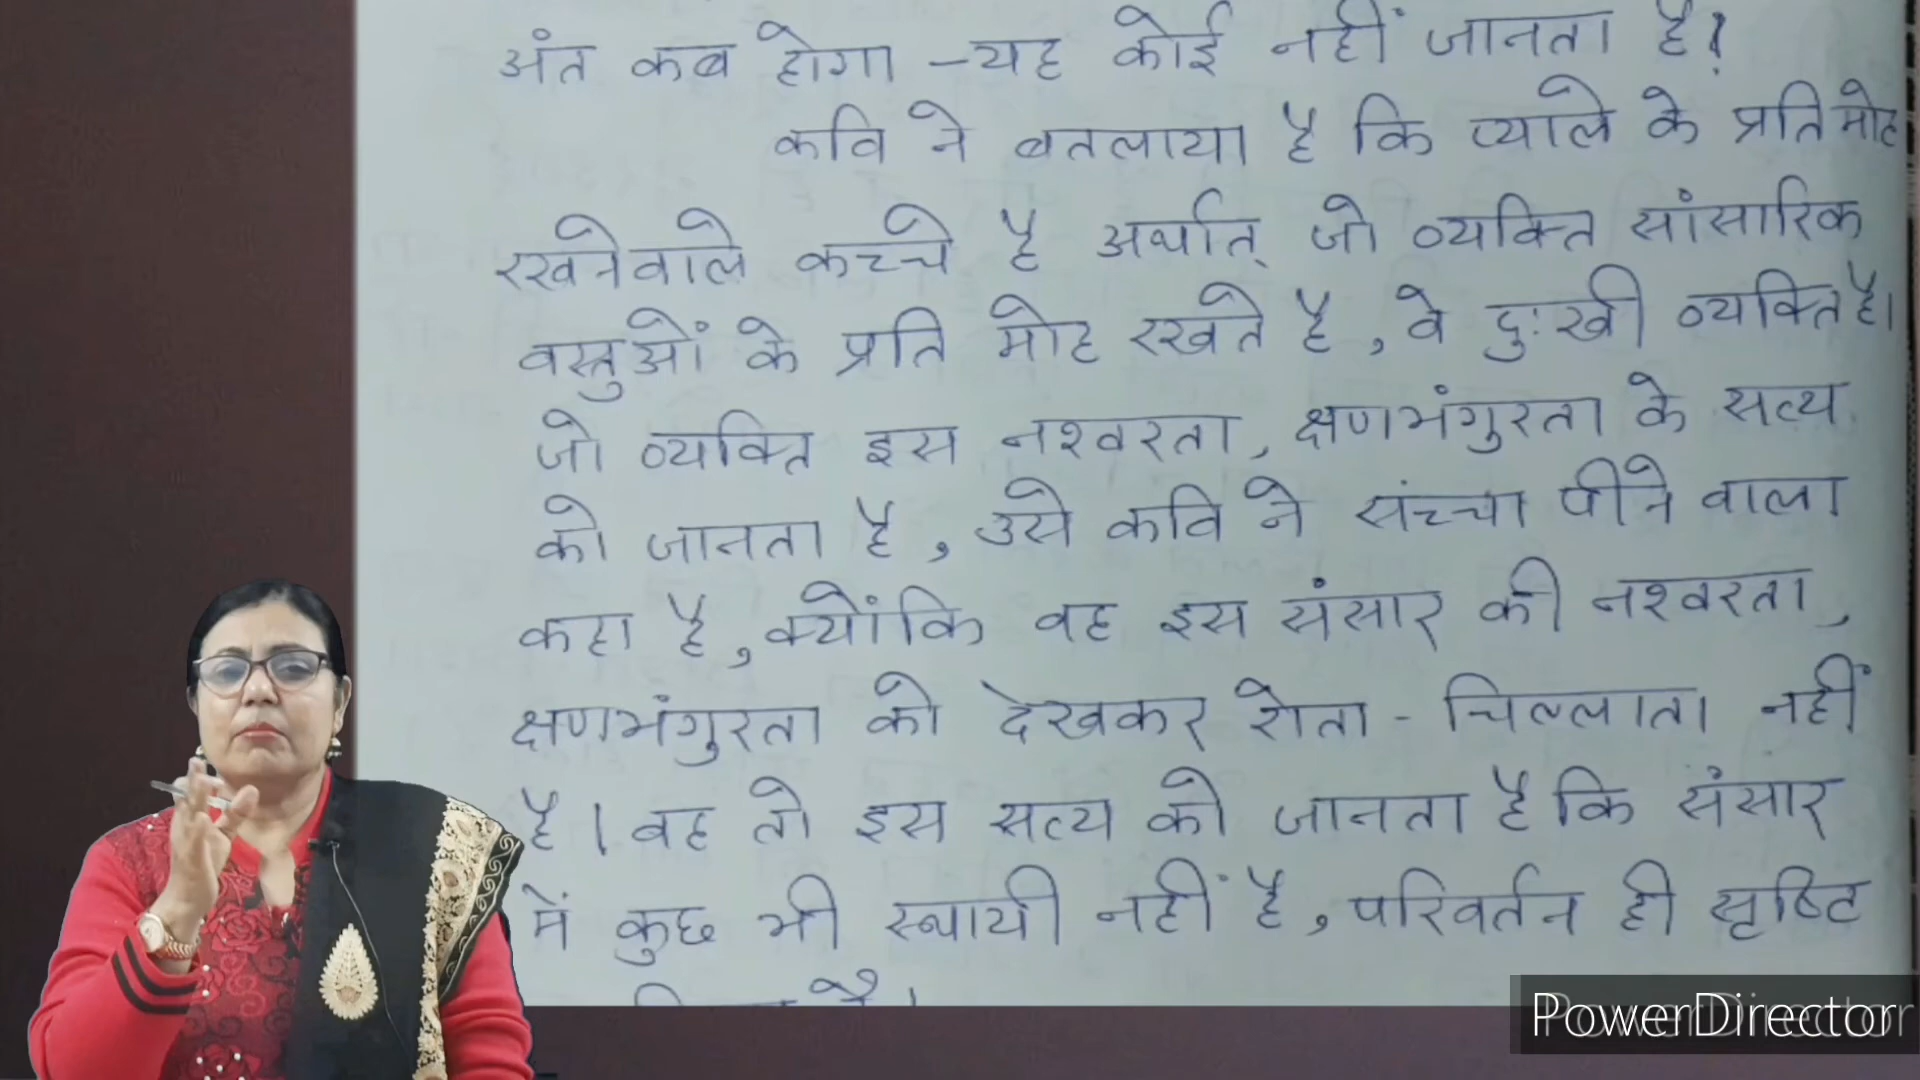 अंत कब होगा - यह कोई नहीं जानता है?
कवि ने बतलाया है कि प्याले के प्रति मोह
रखनेवाले कच्चे है अर्थात् जो व्यक्ति सांसारिक
वस्तुओं के प्रति मोह रखते है, वे दुःखी व्यक्ति है।
जो व्यक्ति इस नश्वरता, क्षणभंगुरता के सत्य
को जानता है, उसे कवि ने संच्चा पीने वाला
कहा है, क्योंकि वह इस संसार की नश्वरता,
क्षणभंगुरता को देखकर रोता - चिल्लाता नहीं
है। वह तो इस सत्य को जानता है कि संसार
में कुछ भी स्थायी नहीं है, परिवर्तन ही सृष्टि
है।
PowerDirector